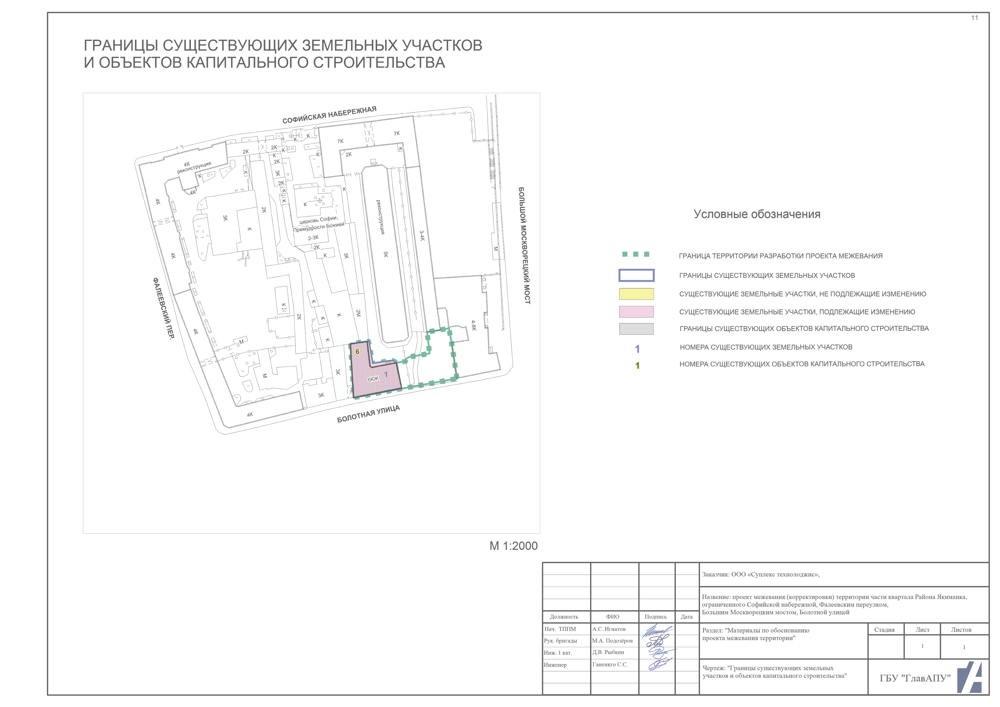 11
ГРАНИЦЫ СУЩЕСТВУЮЩИХ ЗЕМЕЛЬНЫХ УЧАСТКОВ
И ОБЪЕКТОВ КАПИТАЛЬНОГО СТРОИТЕЛЬСТВА
СОФИЙСКАЯ НАБЕРЕЖНАЯ
7К
7К
К
К
2К
2К
К
К
К
2К
К
4К
реконструкция
К
4К
К
2К
3К
2К
К
К
К
4К
3К
К
2К
К
церковь Софии
Премудрости Божией
2-3К
2К
К
3К
реконструкция
5К
3-4К
М
БОЛЬШОЙ МОСКВОРЕЦКИЙ МОСТ
4К
ФАЛЕЕВСКИЙ ПЕР.
4К
К
2К
К
К
К
К
2М
4-8К
М
М
3К
3К
4К
6
1
6КЖ
БОЛОТНАЯ УЛИЦА
М 1:2000
Условные обозначения
ГРАНИЦА ТЕРРИТОРИИ РАЗРАБОТКИ ПРОЕКТА МЕЖЕВАНИЯ
ГРАНИЦЫ СУЩЕСТВУЮЩИХ ЗЕМЕЛЬНЫХ УЧАСТКОВ
СУЩЕСТВУЮЩИЕ ЗЕМЕЛЬНЫЕ УЧАСТКИ, НЕ ПОДЛЕЖАЩИЕ ИЗМЕНЕНИЮ
СУЩЕСТВУЮЩИЕ ЗЕМЕЛЬНЫЕ УЧАСТКИ, ПОДЛЕЖАЩИЕ ИЗМЕНЕНИЮ
ГРАНИЦЫ СУЩЕСТВУЮЩИХ ОБЪЕКТОВ КАПИТАЛЬНОГО СТРОИТЕЛЬСТВА
1 НОМЕРА СУЩЕСТВУЮЩИХ ЗЕМЕЛЬНЫХ УЧАСТКОВ
1 НОМЕРА СУЩЕСТВУЮЩИХ ОБЪЕКТОВ КАПИТАЛЬНОГО СТРОИТЕЛЬСТВА
Заказчик: ООО «Суплекс технолоджис»,
Назвение: проект межевания (корректировки) территории части квартала Района Якиманка,
ограниченного Софийской набережной, Фалеевским переулком,
Большим Москворецким мостом, Болотной улицей
Должность ФИО Подпись Дата
Нач. ТППМ А.С. Игнатов
Рук. бригады М.А. Подозёров
Инж. 1 кат. Д.В. Рыбкин
Инженер Ганенкго С.С.
Раздел: "Материалы по обоснованию
проекта межевания территории"
Стадия Лист Листов
1 1
Чертеж: "Границы существующих земельных
участков и объектов капитального строительства"
ГБУ "ГлавАПУ"